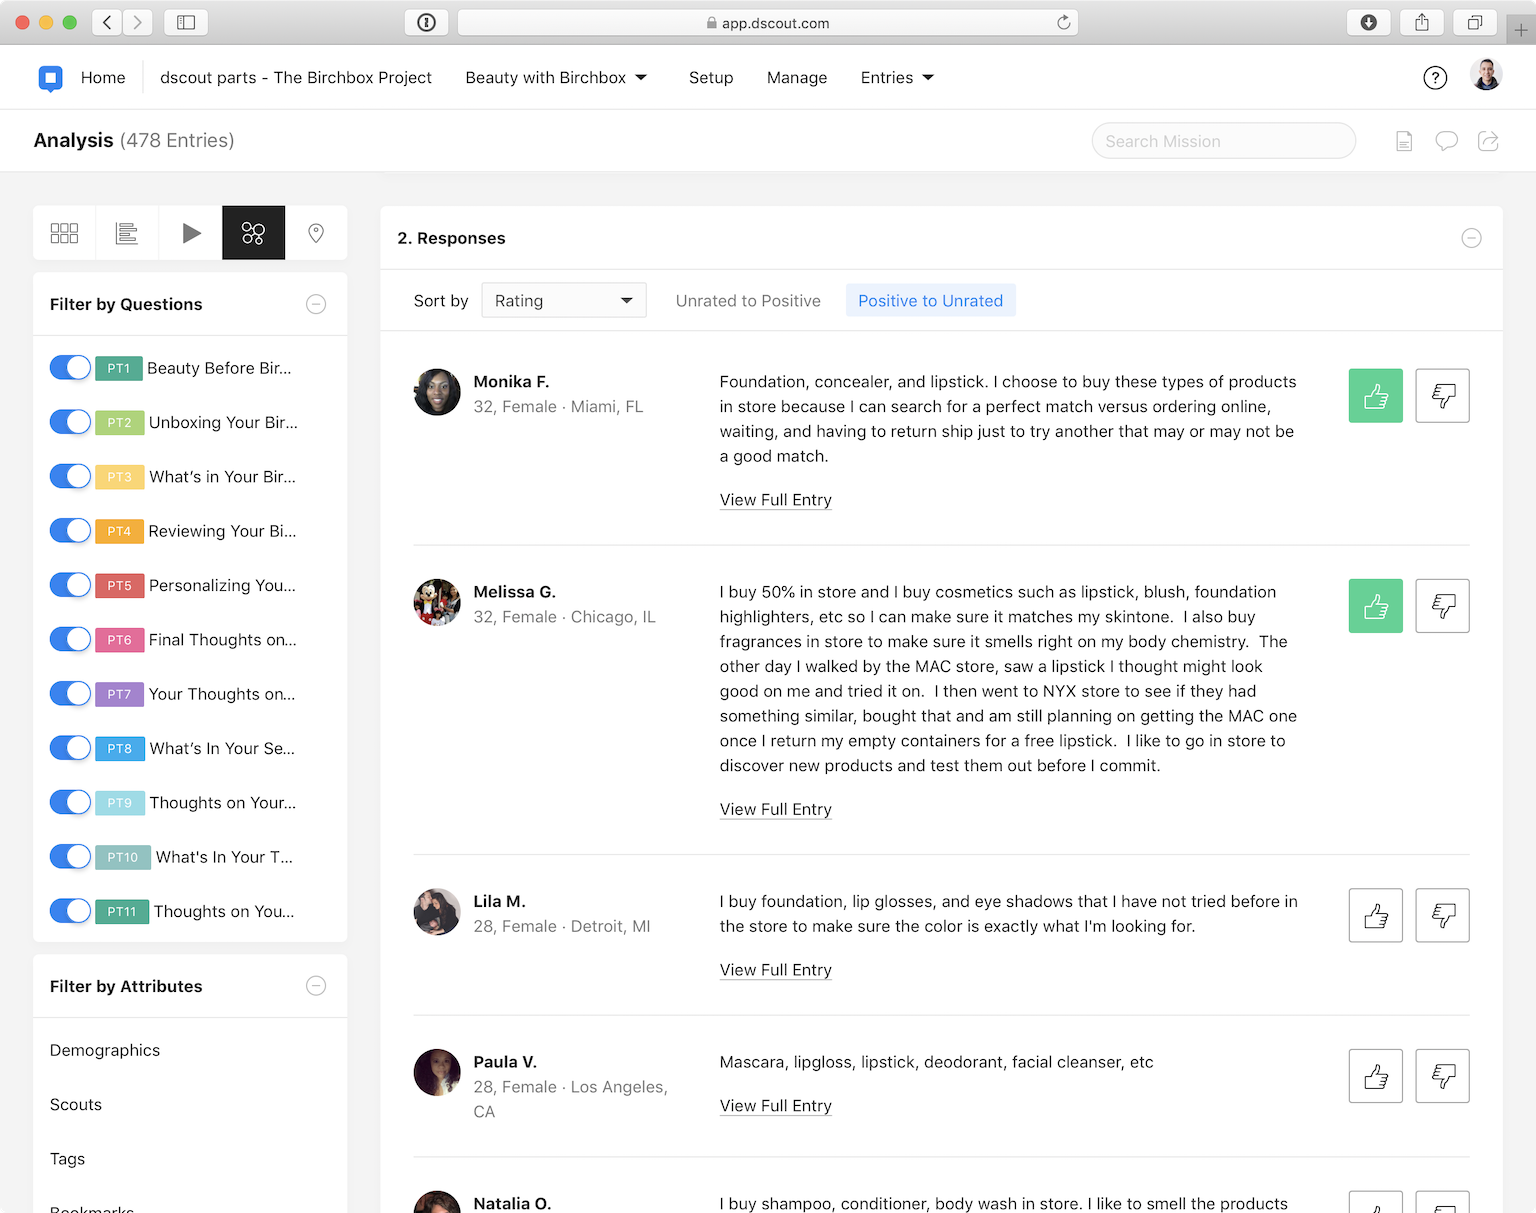 app.dscout.com
Home
dscout parts - The Birchbox Project
Beauty with Birchbox
Setup
Manage
Entries
?
Analysis (478 Entries)
Search Mission
Filter by Questions
PT1 Beauty Before Bir...
PT2 Unboxing Your Bir...
PT3 What’s in Your Bir...
PT4 Reviewing Your Bi...
PT5 Personalizing You...
PT6 Final Thoughts on...
PT7 Your Thoughts on...
PT8 What’s In Your Se...
PT9 Thoughts on Your...
PT10 What's In Your T...
PT11 Thoughts on You...
Filter by Attributes
Demographics
Scouts
Tags
Bookmarks
2. Responses
Sort by
Rating
Unrated to Positive
Positive to Unrated
Monika F.
32, Female · Miami, FL
Foundation, concealer, and lipstick. I choose to buy these types of products
in store because I can search for a perfect match versus ordering online,
waiting, and having to return ship just to try another that may or may not be
a good match.
View Full Entry
Melissa G.
32, Female · Chicago, IL
I buy 50% in store and I buy cosmetics such as lipstick, blush, foundation
highlighters, etc so I can make sure it matches my skintone. I also buy
fragrances in store to make sure it smells right on my body chemistry. The
other day I walked by the MAC store, saw a lipstick I thought might look
good on me and tried it on. I then went to NYX store to see if they had
something similar, bought that and am still planning on getting the MAC one
once I return my empty containers for a free lipstick. I like to go in store to
discover new products and test them out before I commit.
View Full Entry
Lila M.
28, Female · Detroit, MI
I buy foundation, lip glosses, and eye shadows that I have not tried before in
the store to make sure the color is exactly what I'm looking for.
View Full Entry
Paula V.
28, Female · Los Angeles,
CA
Mascara, lipgloss, lipstick, deodorant, facial cleanser, etc
View Full Entry
Natalia O.
I buy shampoo, conditioner, body wash in store. I like to smell the products